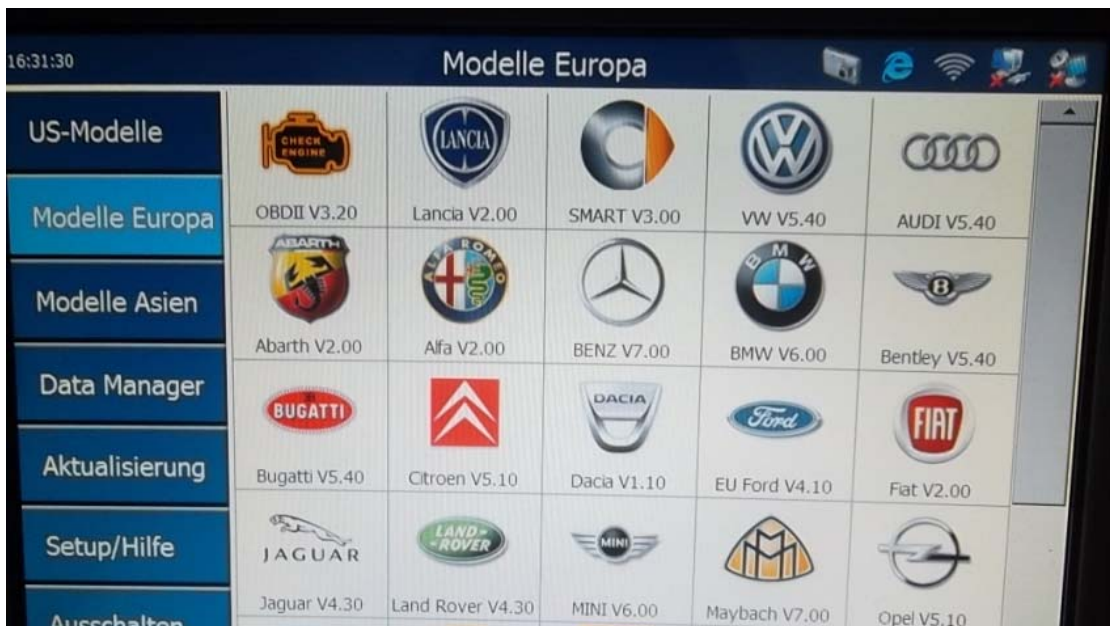 16:31:30
Modelle Europa
US-Modelle
Modelle Europa
Modelle Asien
Data Manager
Aktualisierung
Setup/Hilfe
Ausschalten
CHECK
ENGINE
LANCIA
OBDII V3.20
Lancia V2.00
SMART V3.00
VW V5.40
AUDI V5.40
ABARTH
ALFA ROMEO
BMW
B
Abarth V2.00
Alfa V2.00
BENZ V7.00
BMW V6.00
Bentley V5.40
BUGATTI
DACIA
Ford
FIAT
Bugatti V5.40
Citroen V5.10
Dacia V1.10
EU Ford V4.10
Fiat V2.00
JAGUAR
LAND-
-ROVER
MINI
Jaguar V4.30
Land Rover V4.30
MINI V6.00
Maybach V7.00
Opel V5.10